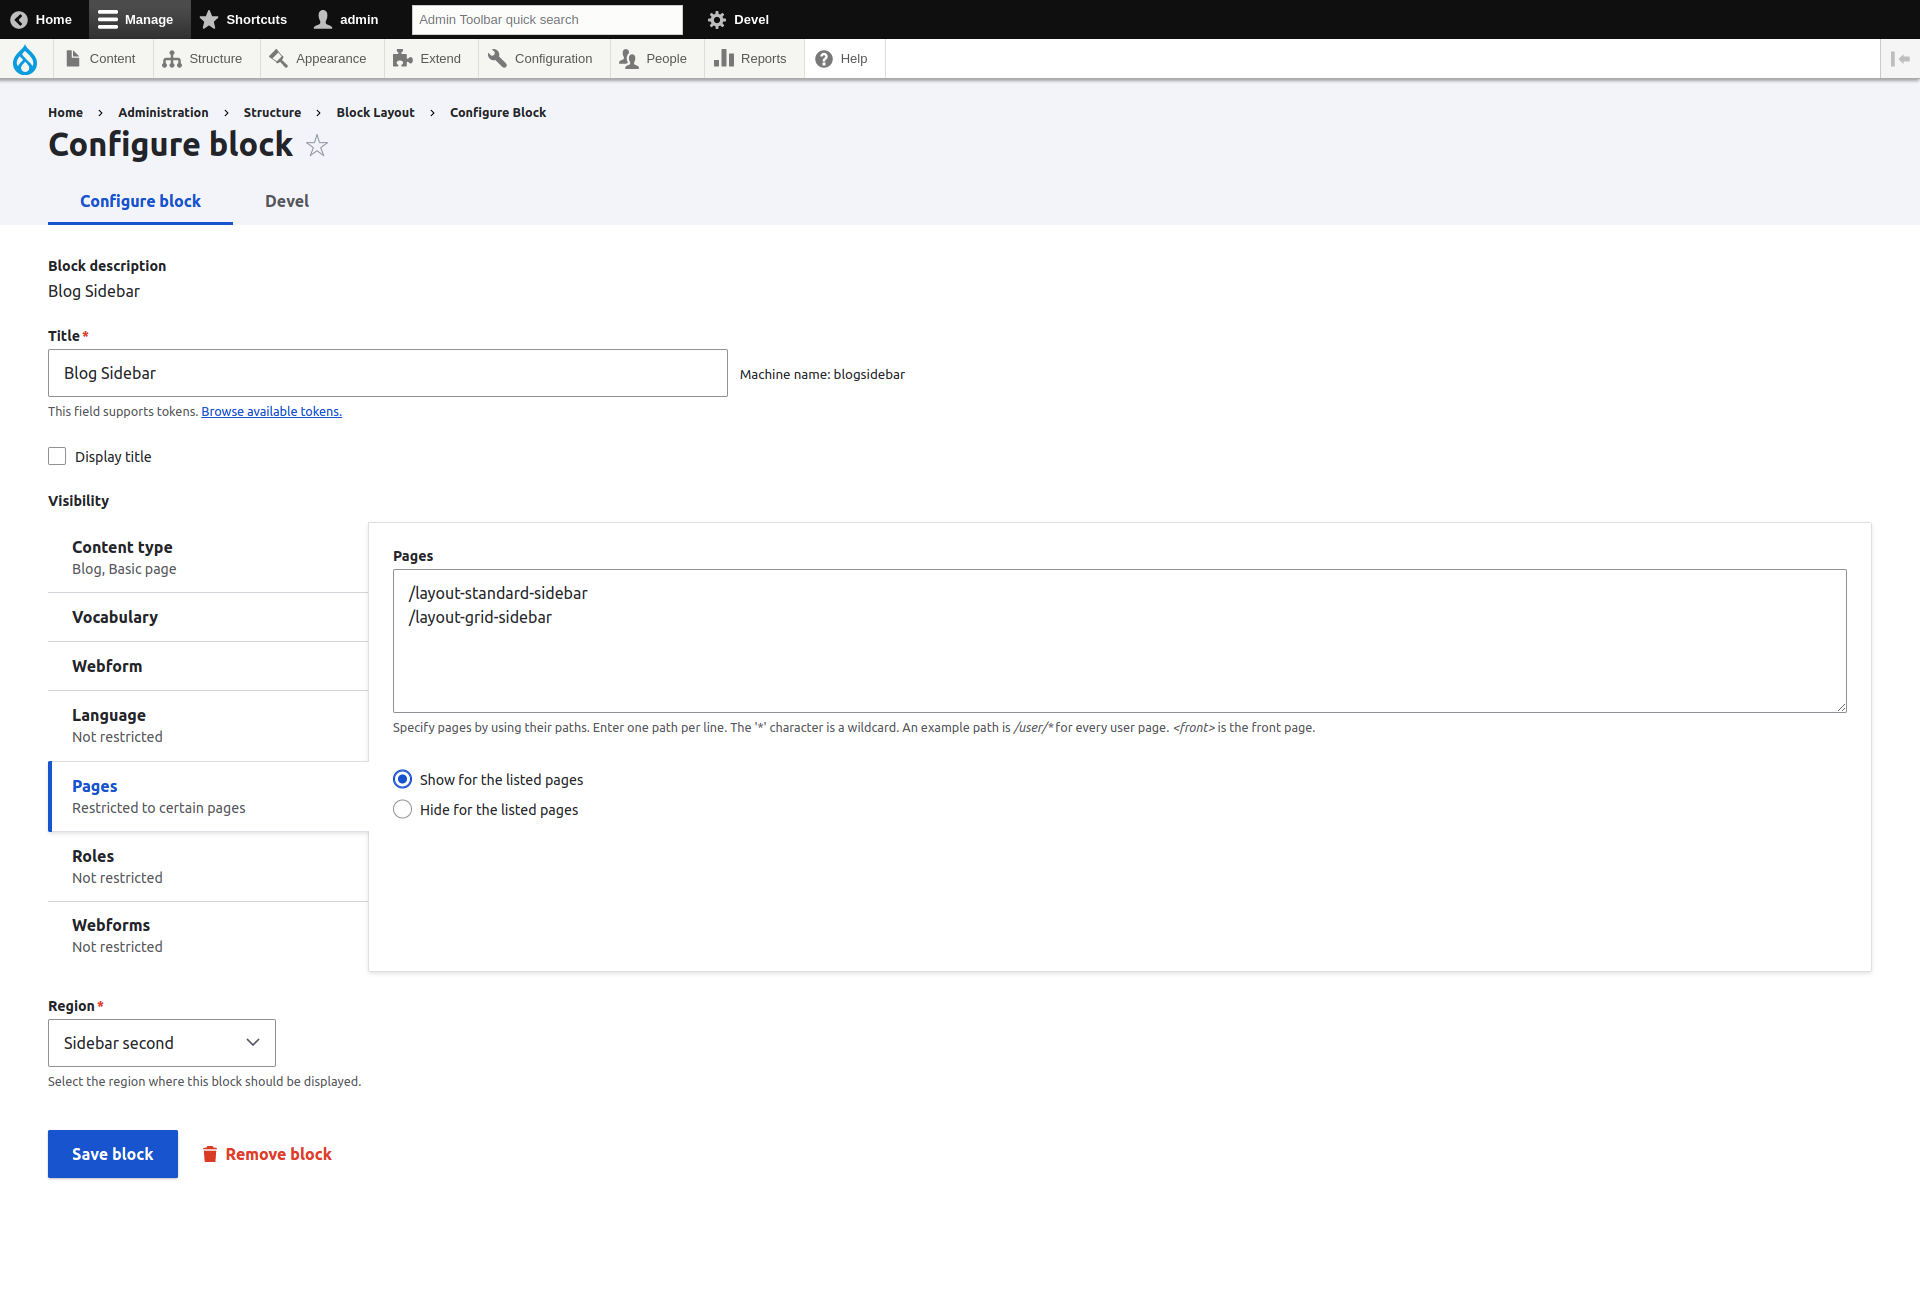 Home
Manage
Shortcuts
admin
Admin Toolbar quick search
Devel
Content
Structure
Appearance
Extend
Configuration
People
Reports
Help
Home › Administration › Structure › Block Layout › Configure Block
Configure block
Configure block
Devel
Block description
Blog Sidebar
Title*
Blog Sidebar
Machine name: blogsidebar
This field supports tokens. Browse available tokens.
Display title
Visibility
Content type
Blog, Basic page
Vocabulary
Webform
Language
Not restricted
Pages
Restricted to certain pages
Roles
Not restricted
Webforms
Not restricted
Pages
/layout-standard-sidebar
/layout-grid-sidebar
Specify pages by using their paths. Enter one path per line. The '*' character is a wildcard. An example path is /user/* for every user page. <front> is the front page.
Show for the listed pages
Hide for the listed pages
Region*
Sidebar second
Select the region where this block should be displayed.
Save block
Remove block